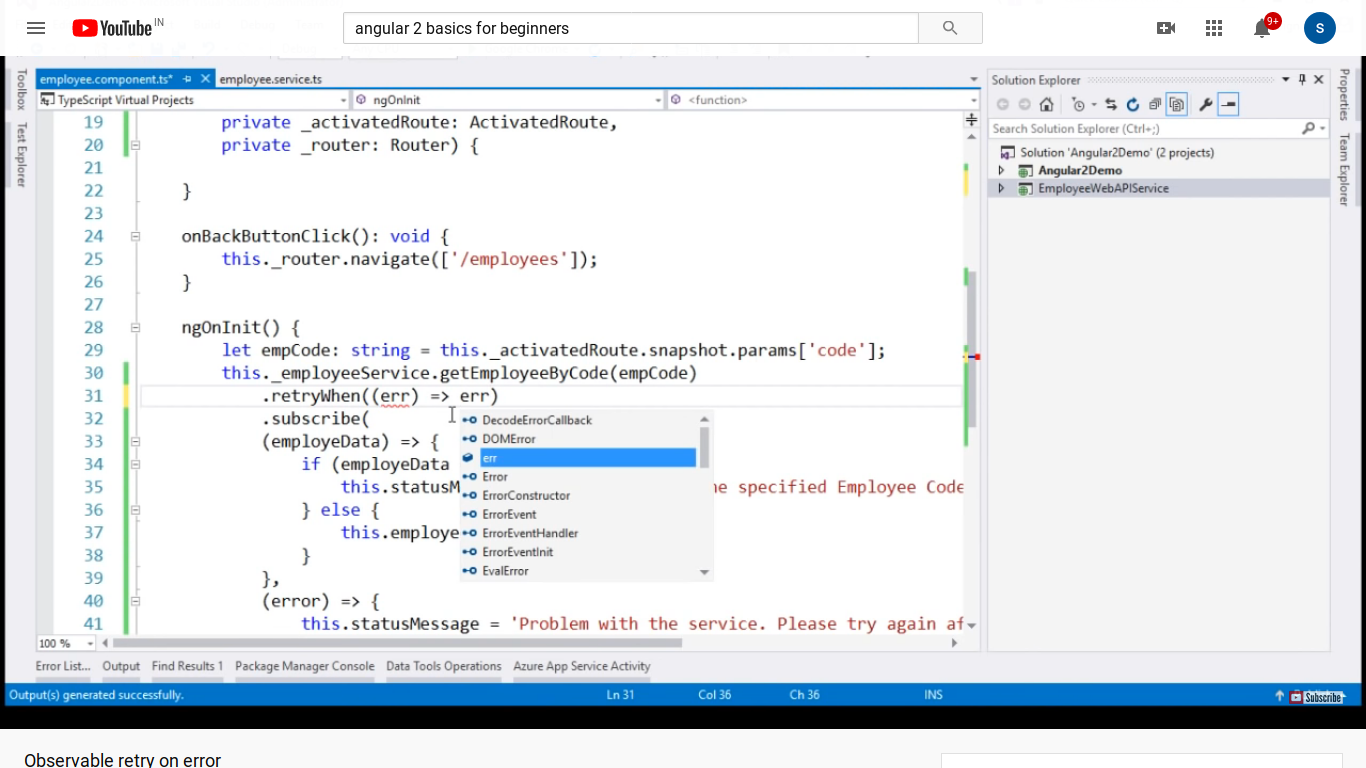 YouTube IN
angular 2 basics for beginners
9+
S
employee.component.ts*
employee.service.ts
TypeScript Virtual Projects
ngOnInit
<function>
Toolbox
Test Explorer
19 private _activatedRoute: ActivatedRoute,
20 private _router: Router) {
21
22 }
23
24 onBackButtonClick(): void {
25 this._router.navigate(['/employees']);
26 }
27
28 ngOnInit() {
29 let empCode: string = this._activatedRoute.snapshot.params['code'];
30 this._employeeService.getEmployeeByCode(empCode)
31 .retryWhen((err) => err)
32 .subscribe(
33 (employeData) => {
34 if (employeData
35 this.statusM he specified Employee Code
36 } else {
37 this.employe
38 }
39 },
40 (error) => {
41 this.statusMessage = 'Problem with the service. Please try again af
DecodeErrorCallback
DOMError
err
Error
ErrorConstructor
ErrorEvent
ErrorEventHandler
ErrorEventInit
EvalError
100 %
Solution Explorer
Search Solution Explorer (Ctrl+;)
Solution 'Angular2Demo' (2 projects)
Angular2Demo
EmployeeWebAPIService
Properties
Team Explorer
Error List... Output Find Results 1 Package Manager Console Data Tools Operations Azure App Service Activity
Output(s) generated successfully. Ln 31 Col 36 Ch 36 INS
Subscribe
Observable retry on error